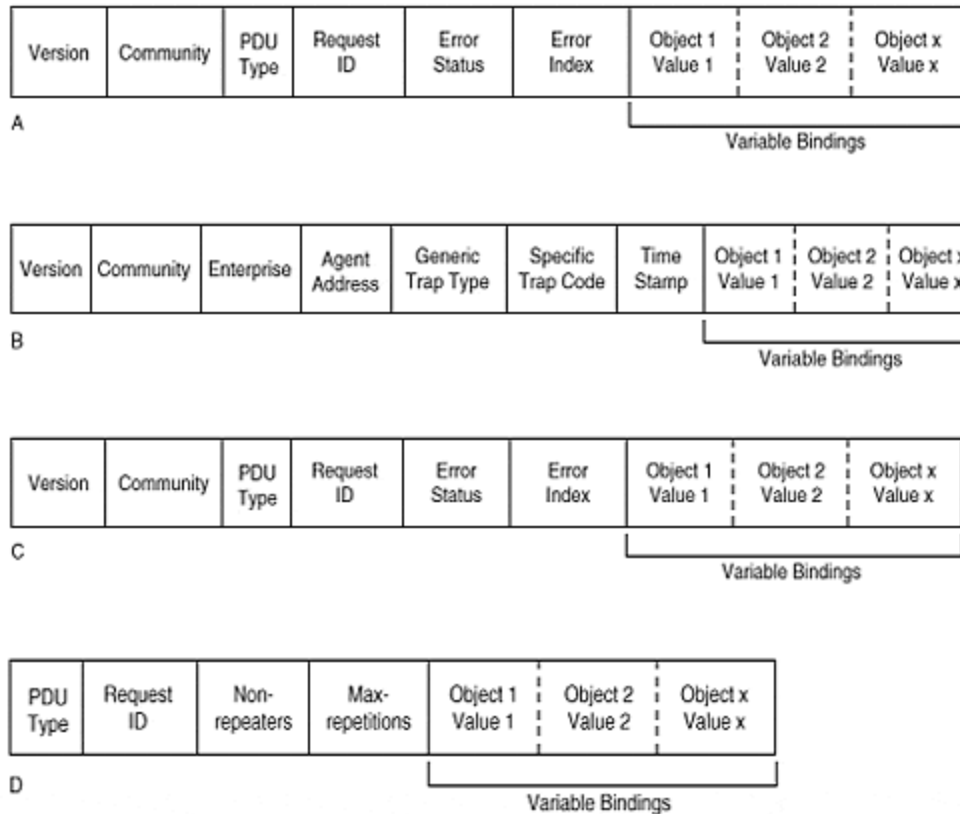 Version Community PDU Type Request ID Error Status Error Index Object 1 Value 1 Object 2 Value 2 Object x Value x
A
Variable Bindings
Version Community Enterprise Agent Address Generic Trap Type Specific Trap Code Time Stamp Object 1 Value 1 Object 2 Value 2 Object x Value x
B
Variable Bindings
Version Community PDU Type Request ID Error Status Error Index Object 1 Value 1 Object 2 Value 2 Object x Value x
C
Variable Bindings
PDU Type Request ID Non-repeaters Max-repetitions Object 1 Value 1 Object 2 Value 2 Object x Value x
D
Variable Bindings